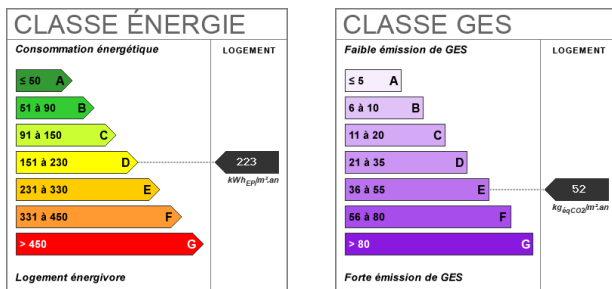 CLASSE ÉNERGIE
Consommation énergétique
LOGEMENT
≤ 50 A
51 à 90 B
91 à 150 C
151 à 230 D
223
kWhEP/m².an
231 à 330 E
331 à 450 F
> 450 G
Logement énergivore
CLASSE GES
Faible émission de GES
LOGEMENT
≤ 5 A
6 à 10 B
11 à 20 C
21 à 35 D
36 à 55 E
52
kgéqCO2/m².an
56 à 80 F
> 80 G
Forte émission de GES